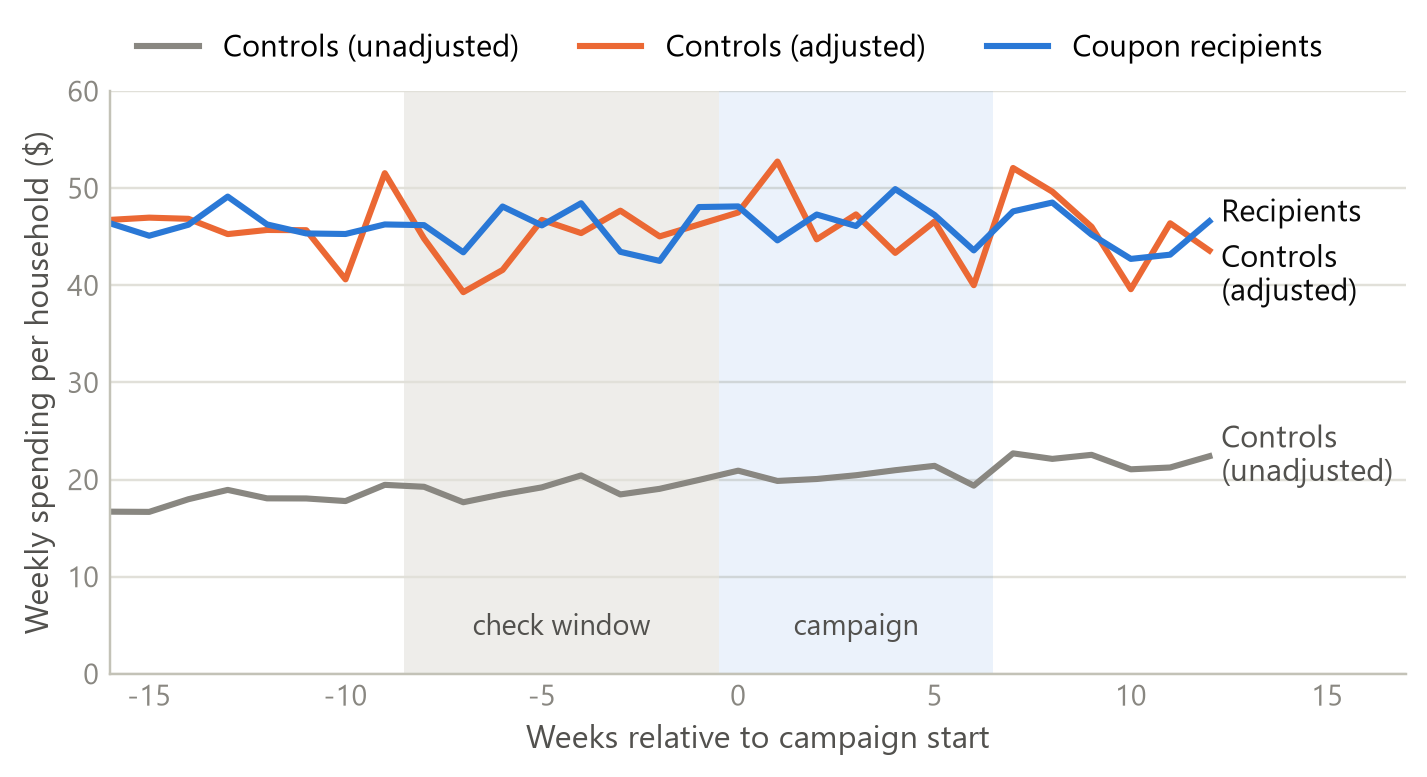 Controls (unadjusted) Controls (adjusted) Coupon recipients
Weekly spending per household ($)
60
50
40
30
20
10
0
Recipients
Controls
(adjusted)
Controls
(unadjusted)
check window
campaign
-15 -10 -5 0 5 10 15
Weeks relative to campaign start